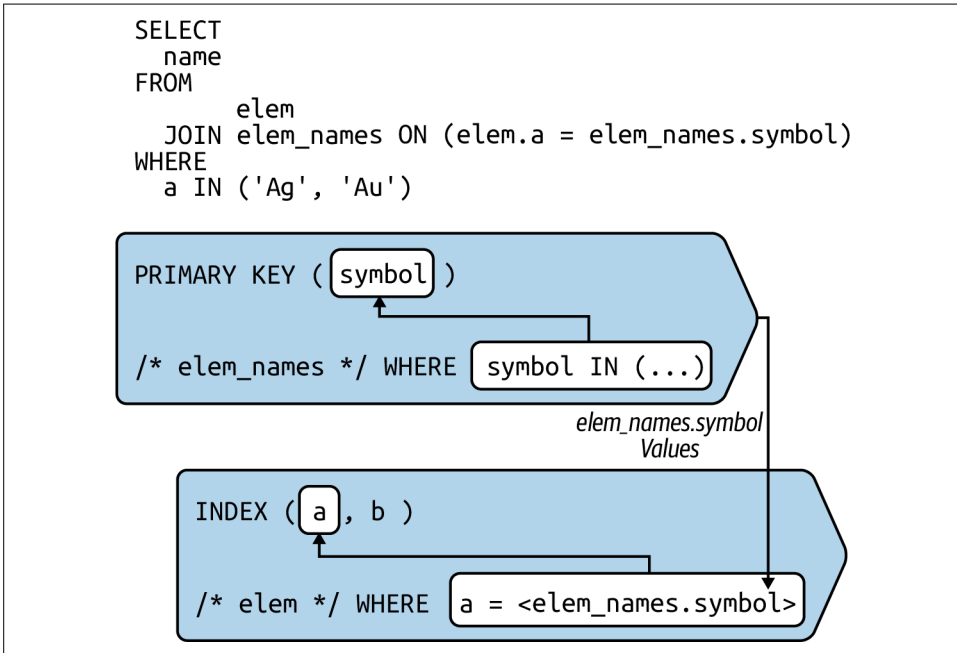 SELECT
name
FROM
elem
JOIN elem_names ON (elem.a = elem_names.symbol)
WHERE
a IN ('Ag', 'Au')
PRIMARY KEY ( symbol )
/* elem_names */ WHERE symbol IN (...)
elem_names.symbol
Values
INDEX ( a , b )
/* elem */ WHERE a = <elem_names.symbol>